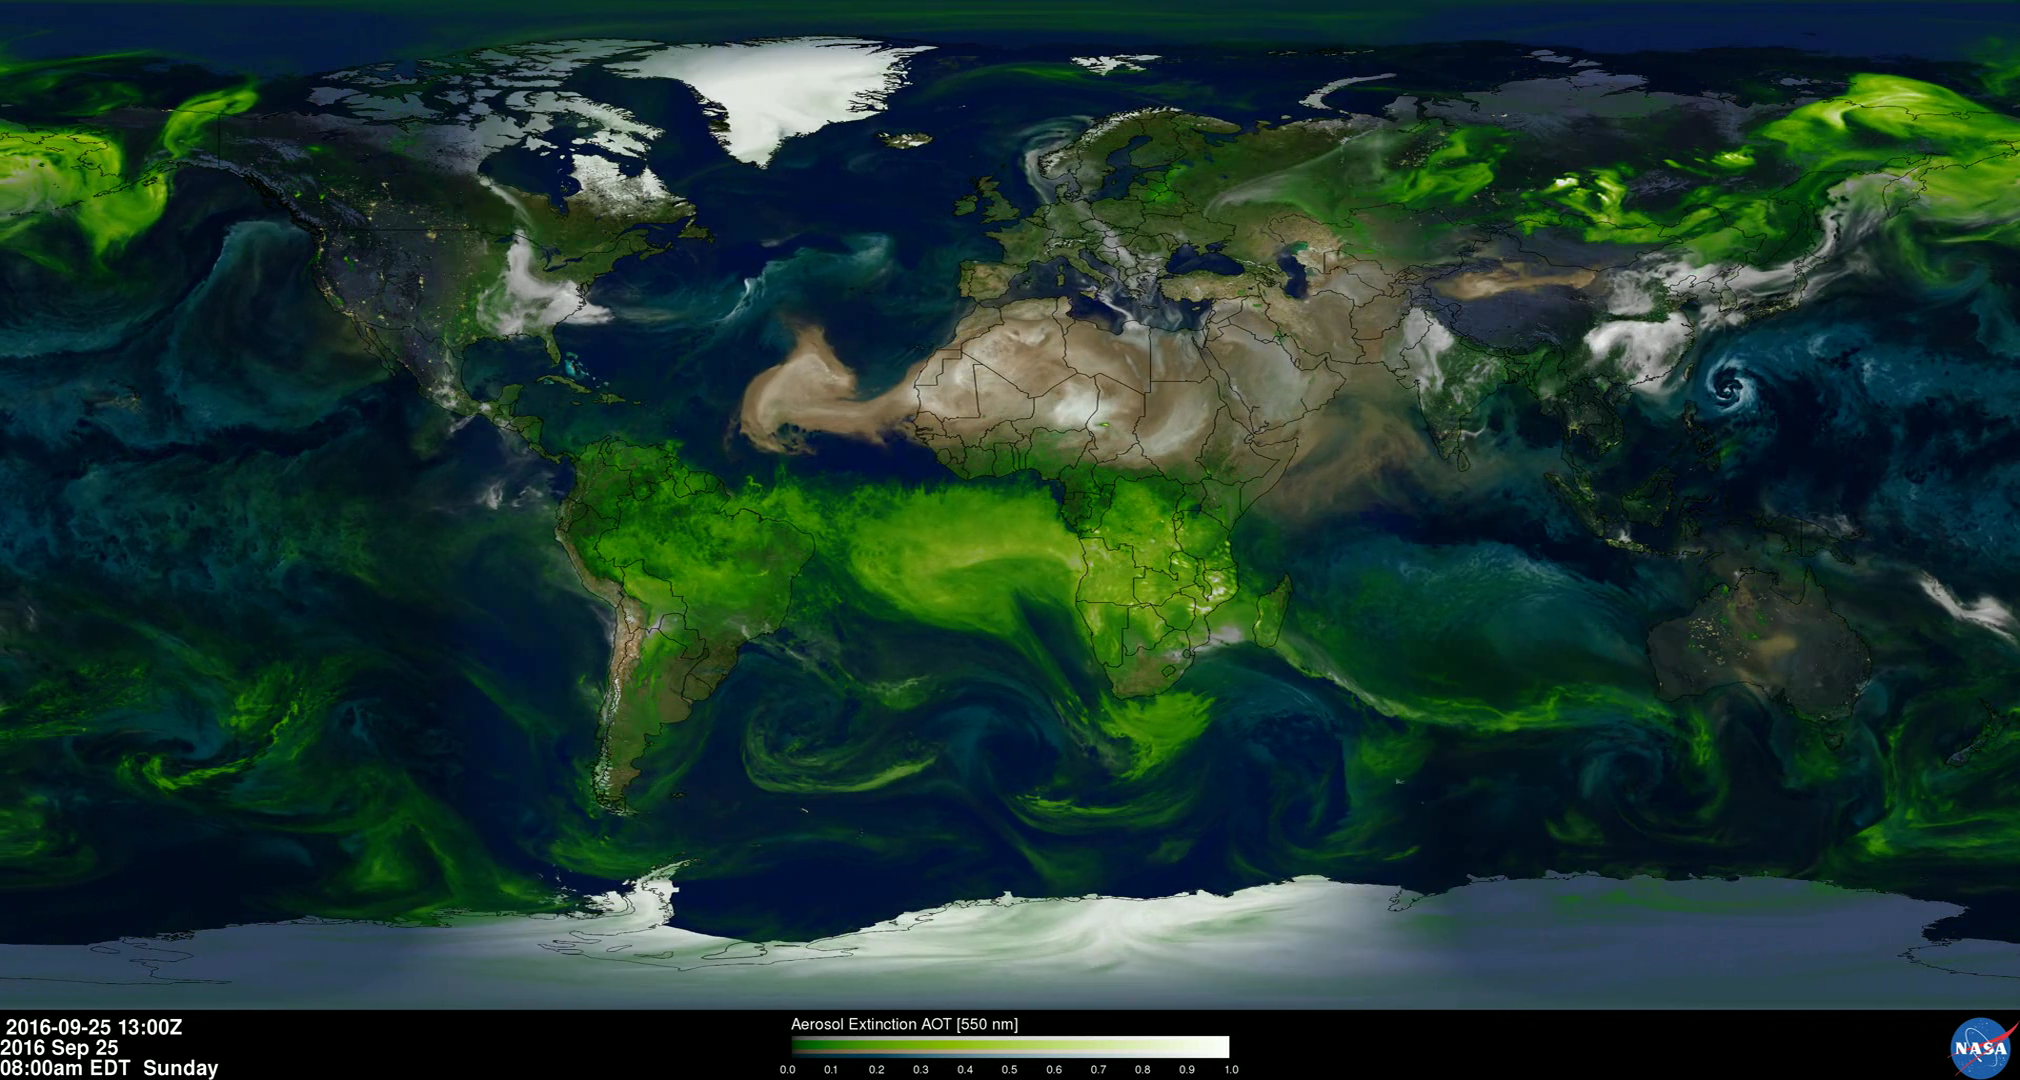 2016-09-25 13:00Z
2016 Sep 25
08:00am EDT Sunday
Aerosol Extinction AOT [550 nm]
0.0 0.1 0.2 0.3 0.4 0.5 0.6 0.7 0.8 0.9 1.0
NASA